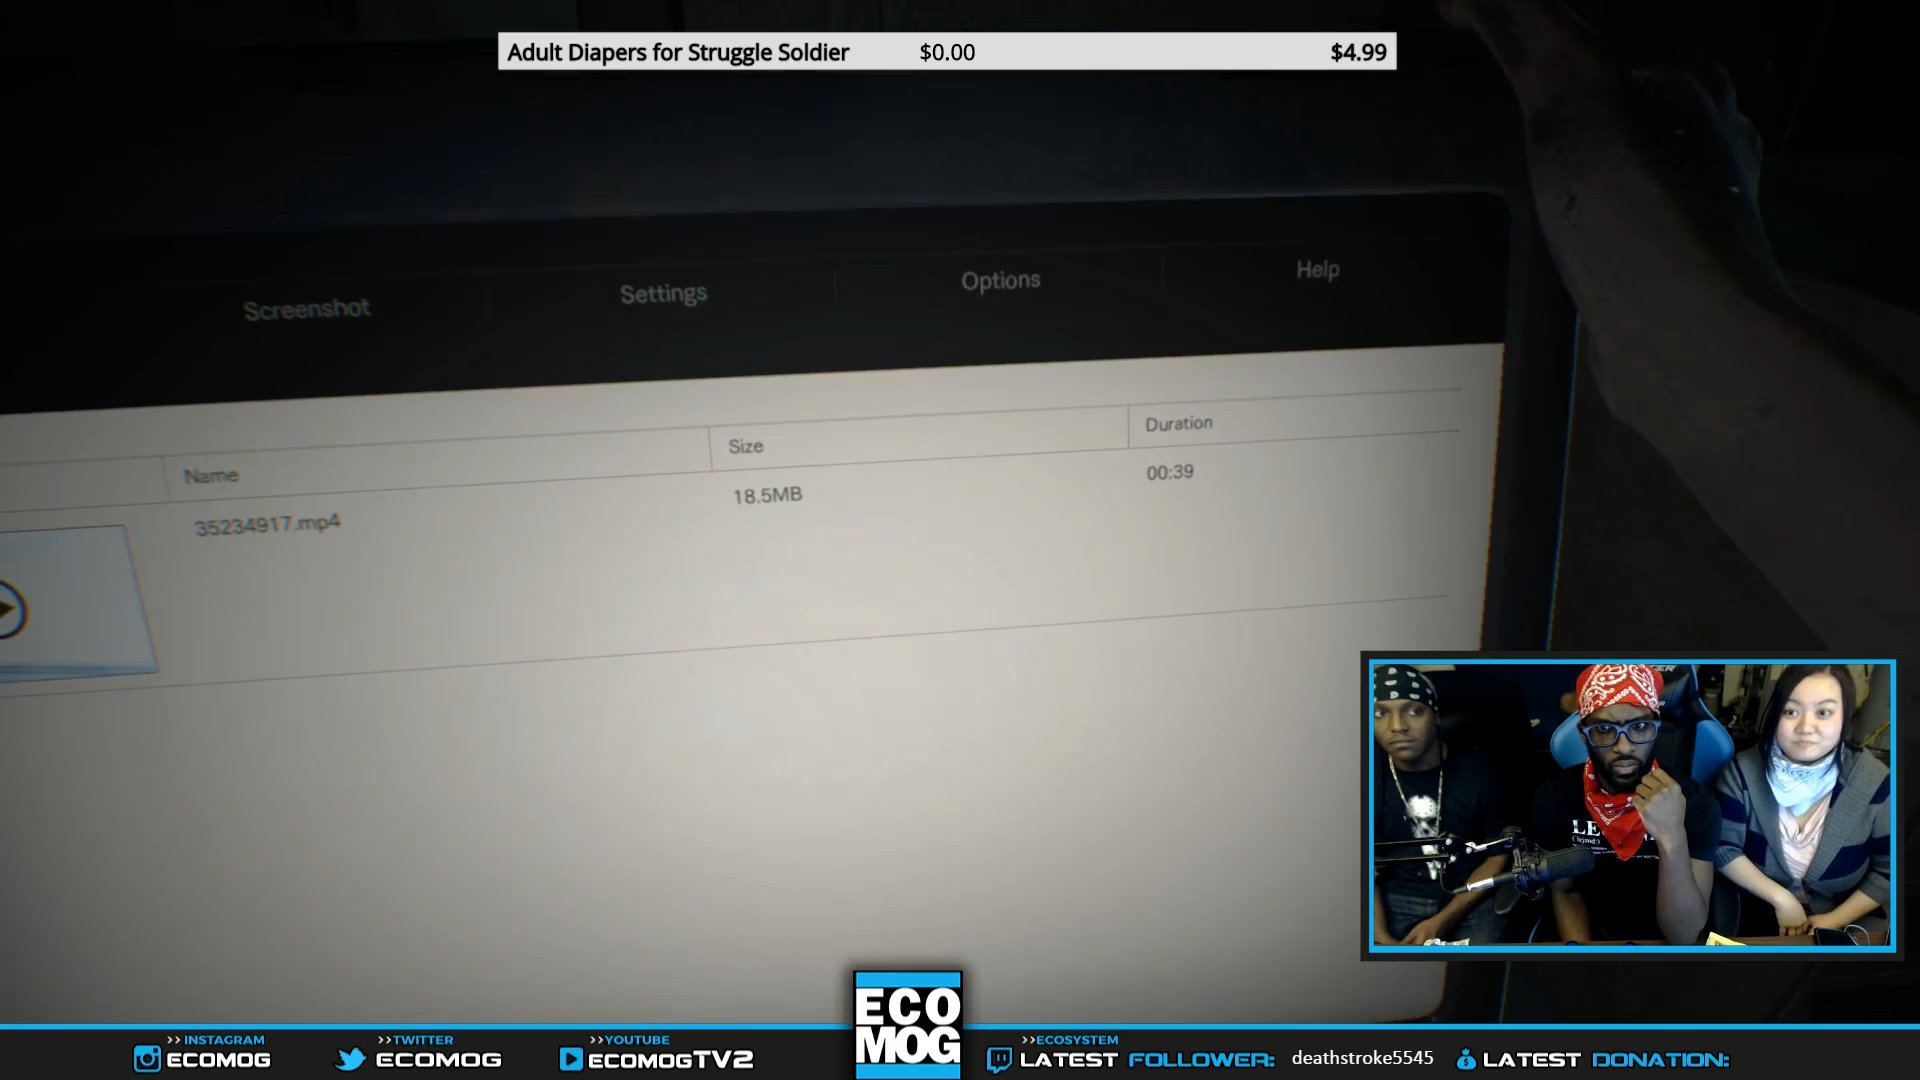 Adult Diapers for Struggle Soldier $0.00 $4.99
Screenshot Settings Options Help
Name Size Duration
35234917.mp4 18.5MB 00:39
LE
ECO
MOG
>> INSTAGRAM
ECOMOG
>>TWITTER
ECOMOG
>>YOUTUBE
ECOMOGTV2
>>ECOSYSTEM
LATEST FOLLOWER: deathstroke5545
LATEST DONATION: